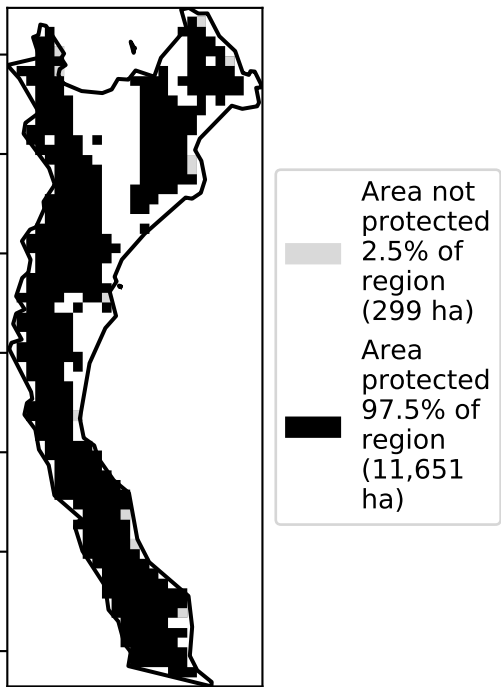 Area not
protected
2.5% of
region
(299 ha)
Area
protected
97.5% of
region
(11,651
ha)